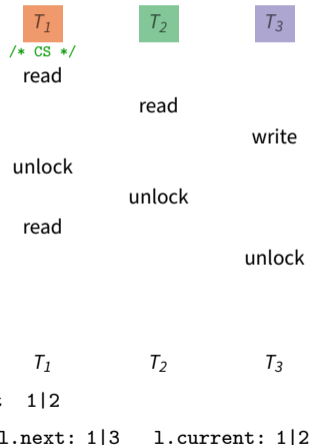 T1 T2 T3
/* CS */
read
read
write
unlock
unlock
read
unlock
T1 T2 T3
1|2
l.next: 1|3 l.current: 1|2